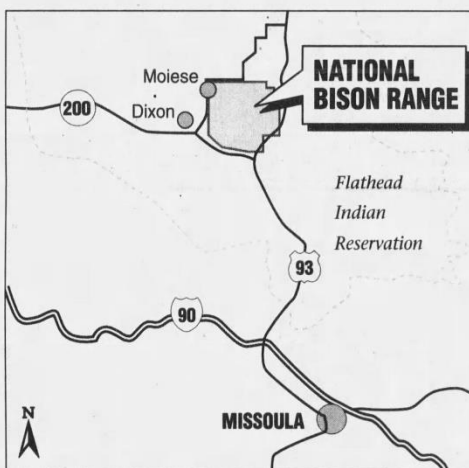 Moiese
NATIONAL
BISON RANGE
200
Dixon
Flathead
Indian
Reservation
93
90
N
MISSOULA